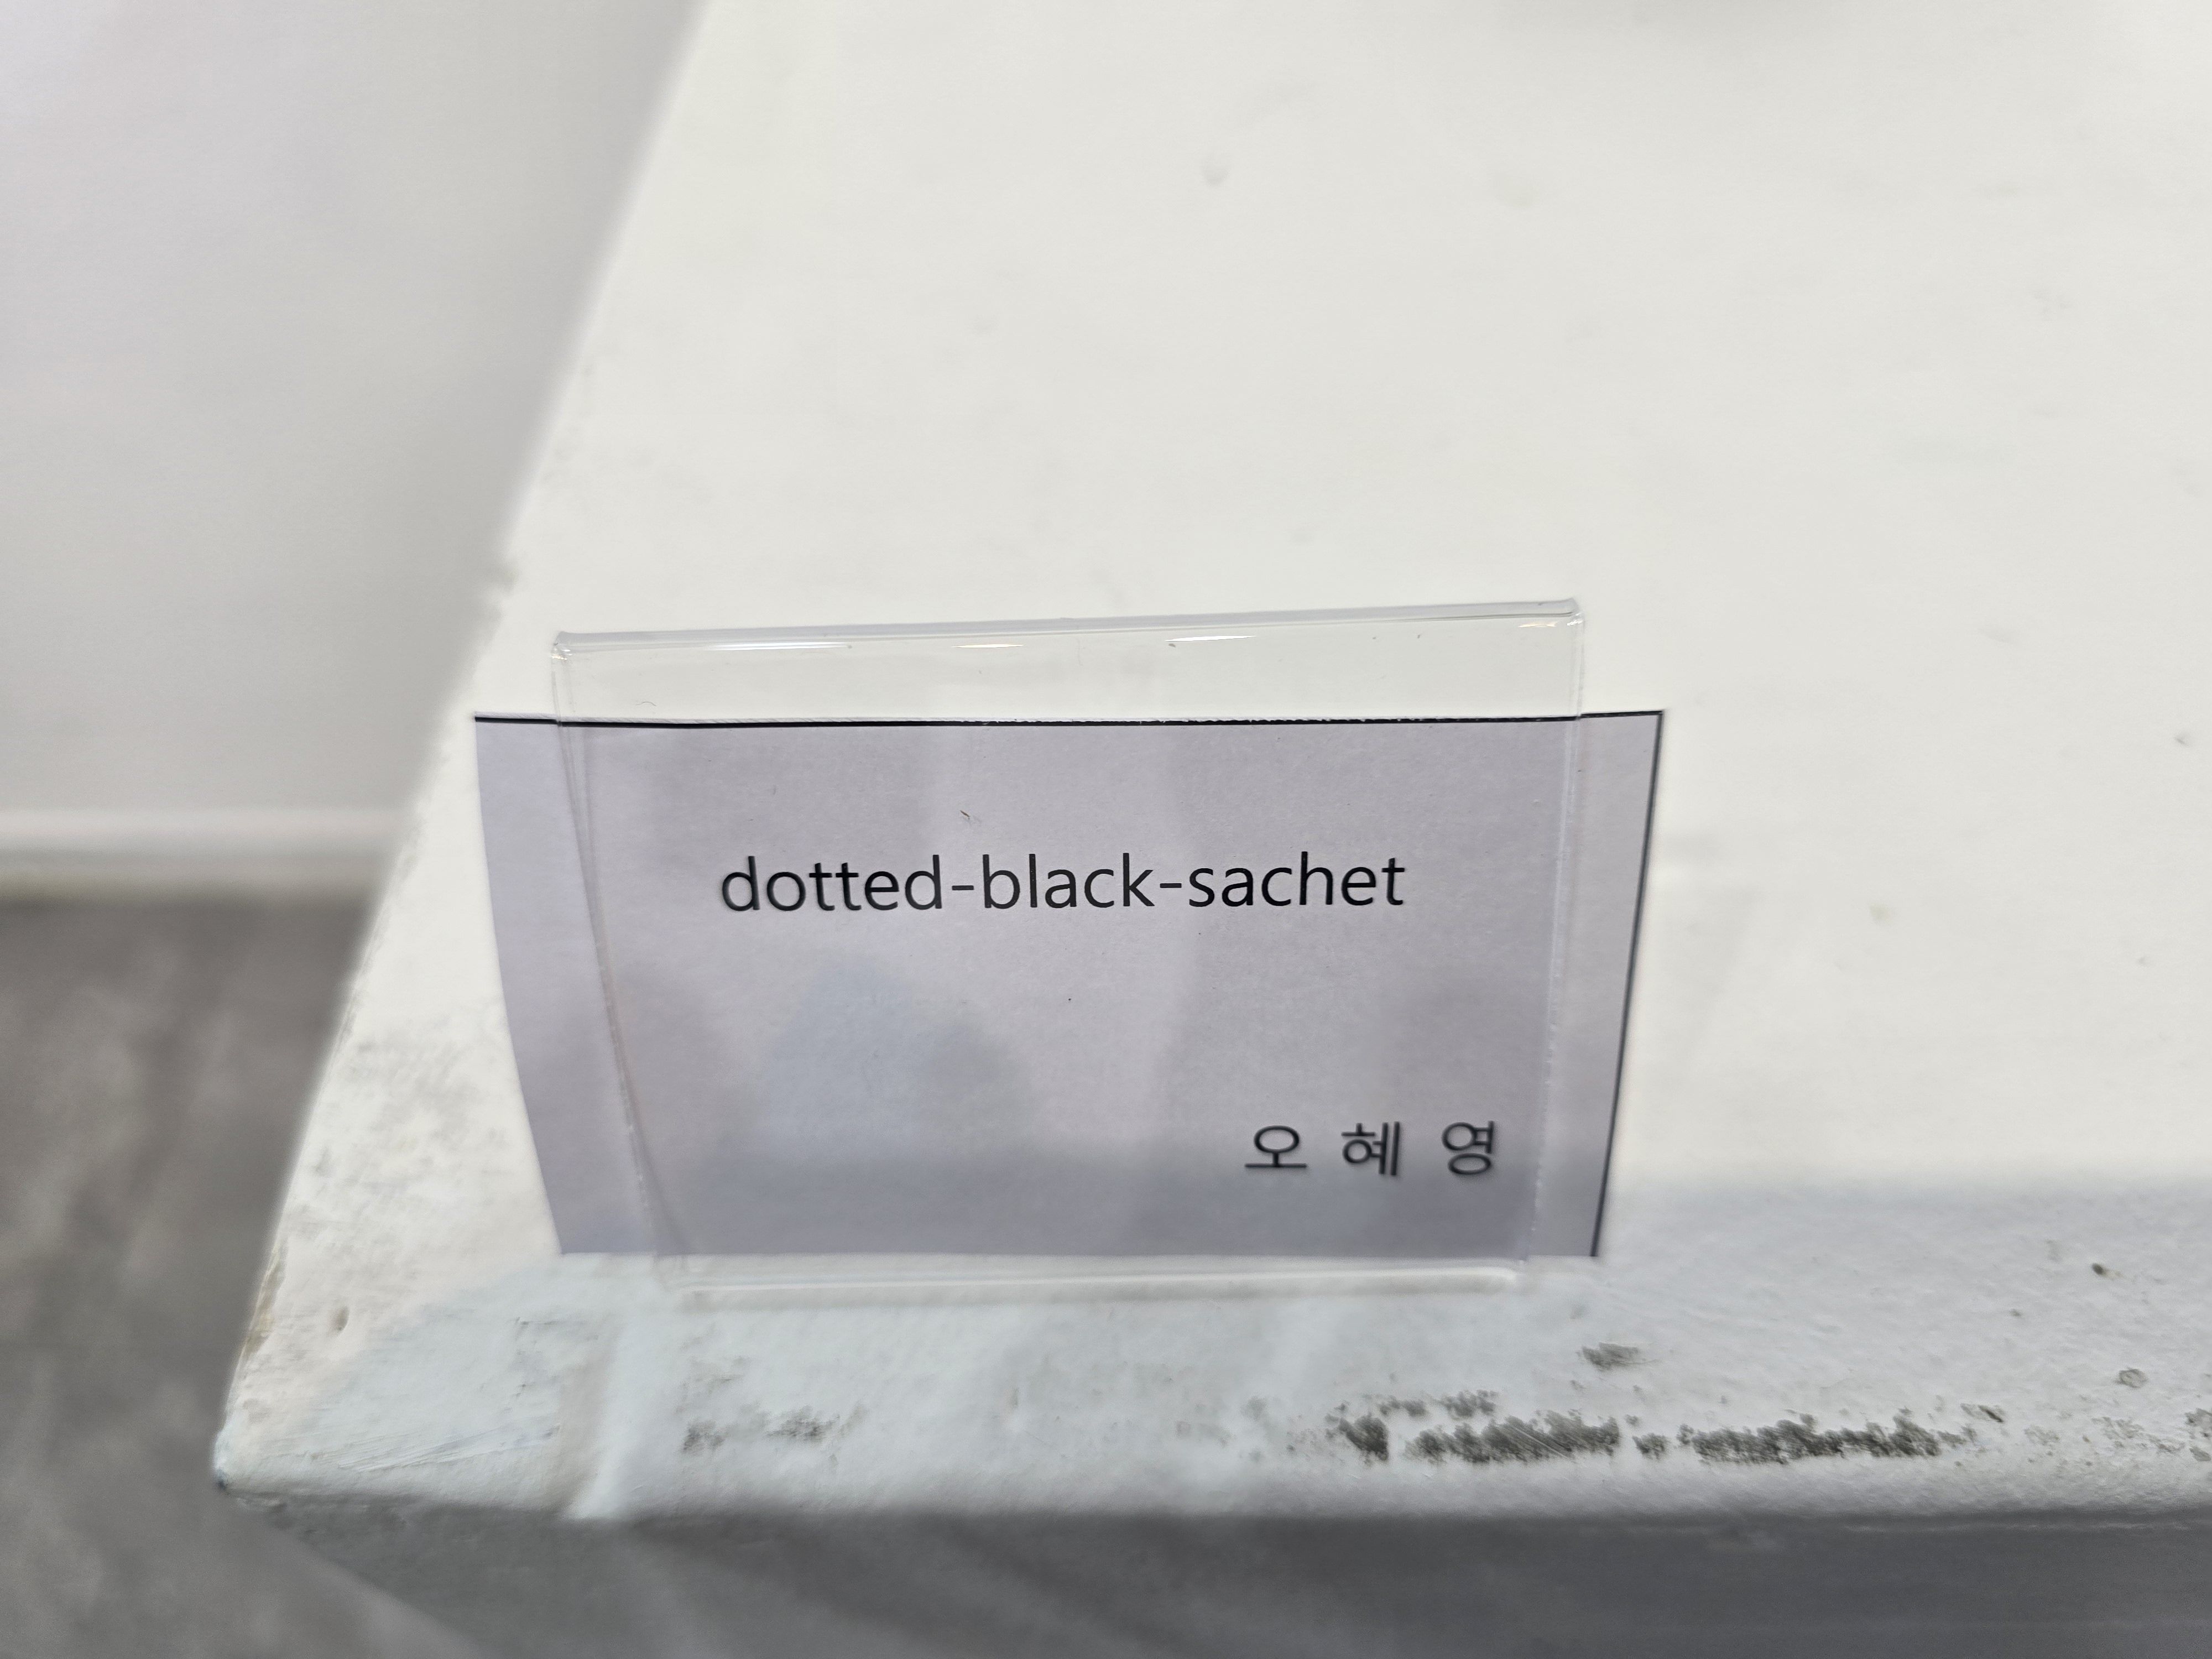 dotted-black-sachet
오 혜 영